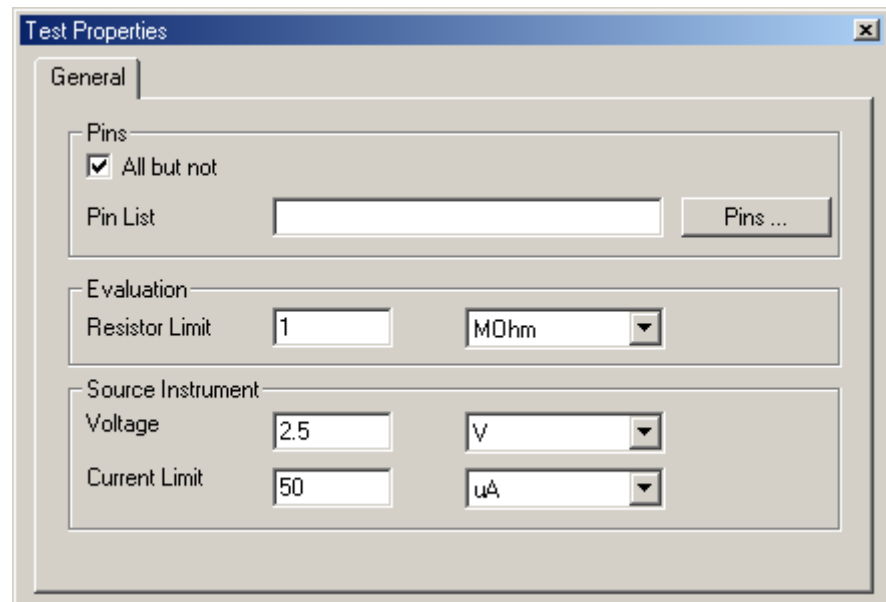 Test Properties
General
Pins
All but not
Pin List
Pins ...
Evaluation
Resistor Limit 1 MOhm
Source Instrument
Voltage 2.5 V
Current Limit 50 uA